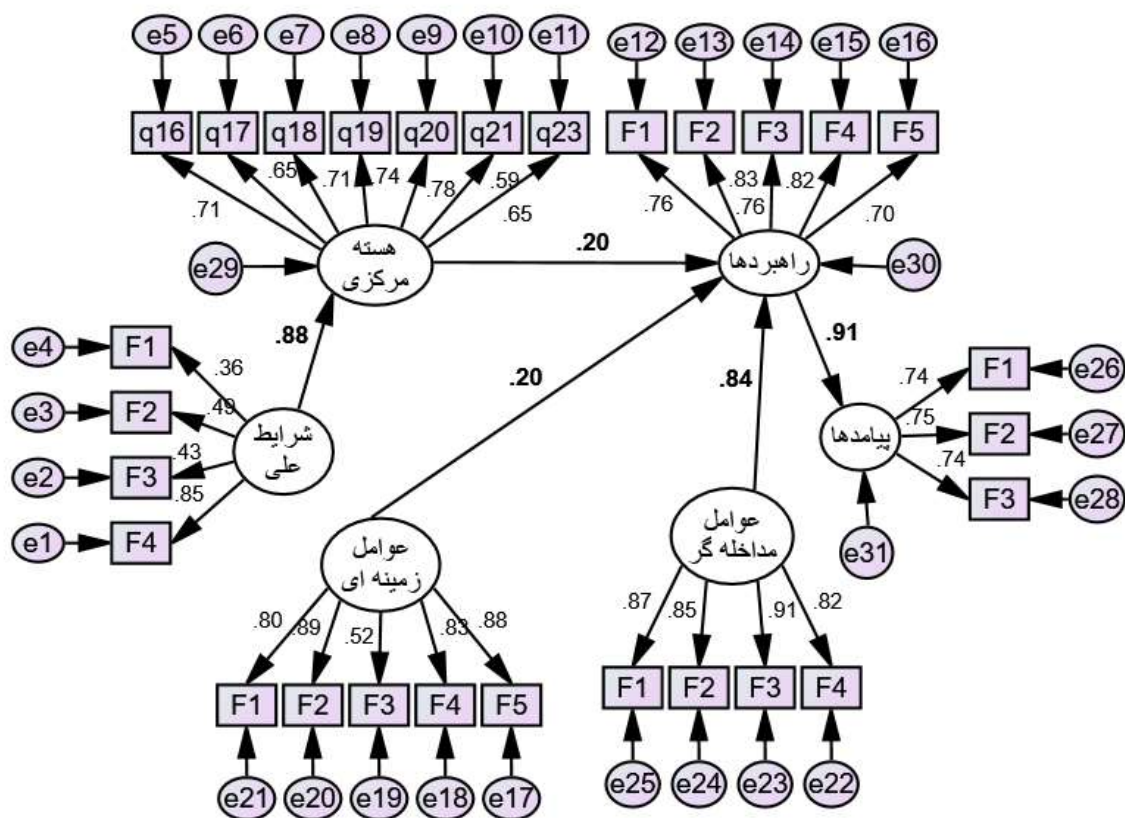 e5 e6 e7 e8 e9 e10 e11 e12 e13 e14 e15 e16
q16 q17 q18 q19 q20 q21 q23 F1 F2 F3 F4 F5
.71 .65 .71 .74 .78 .59 .65 .76 .83 .76 .82 .70
e29
هسته
مرکزی
.20
راهبردها
e30
.88
.20
.84
.91
e4 F1 .36
e3 F2 .49
e2 F3 .43
e1 F4 .85
شرایط
علی
پیامدها
.74 F1 e26
.75 F2 e27
.74 F3 e28
e31
عوامل
زمینه ای
عوامل
مداخله گر
.80 .89 .52 .83 .88
F1 F2 F3 F4 F5
e21 e20 e19 e18 e17
.87 .85 .91 .82
F1 F2 F3 F4
e25 e24 e23 e22